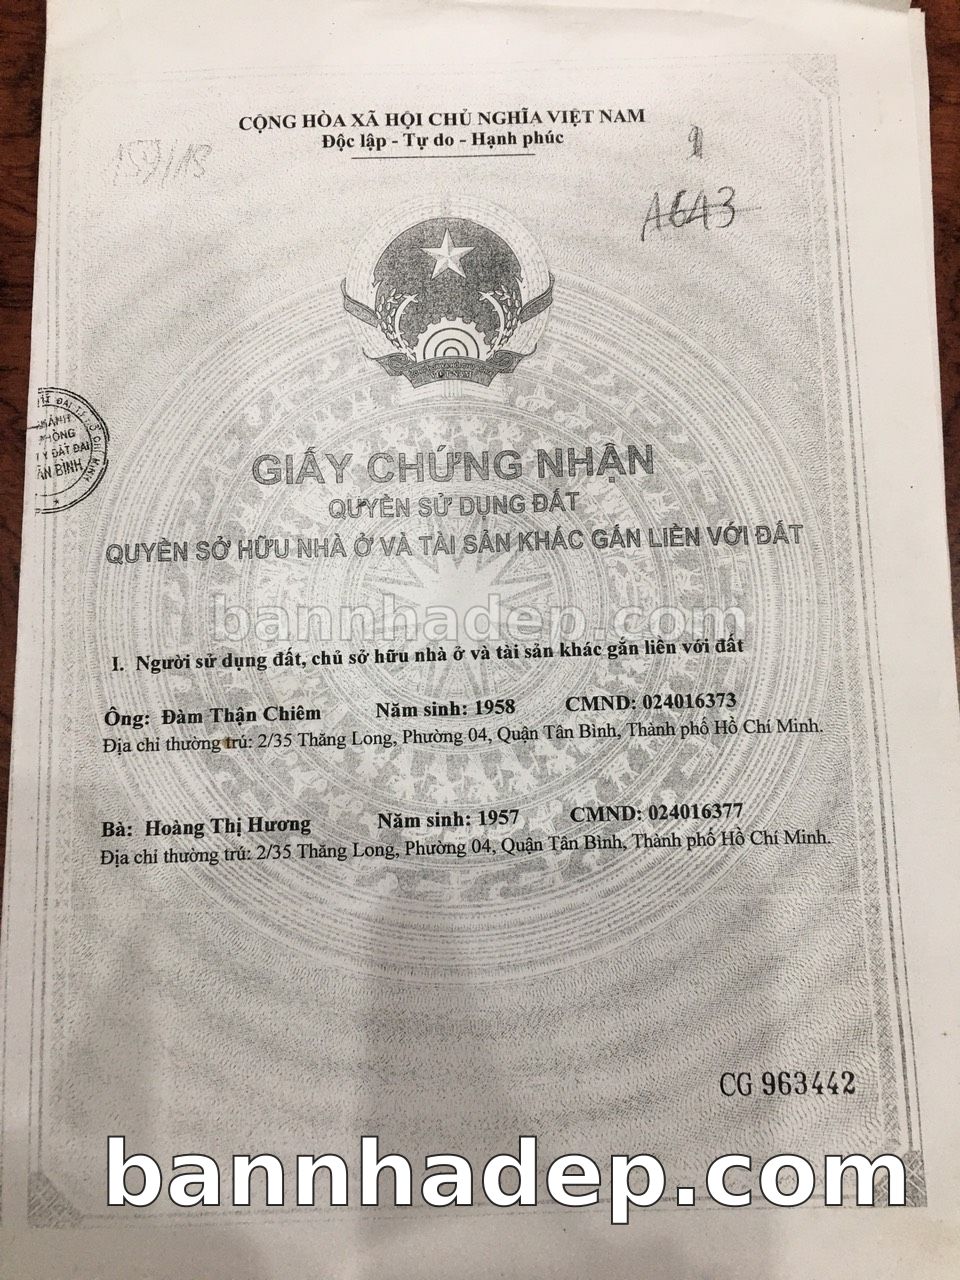 CỘNG HÒA XÃ HỘI CHỦ NGHĨA VIỆT NAM
Độc lập - Tự do - Hạnh phúc
A643
VIỆT NAM
GIẤY CHỨNG NHẬN
QUYỀN SỬ DỤNG ĐẤT
QUYỀN SỞ HỮU NHÀ Ở VÀ TÀI SẢN KHÁC GẮN LIỀN VỚI ĐẤT
bannhadep.com
I. Người sử dụng đất, chủ sở hữu nhà ở và tài sản khác gắn liền với đất
Ông: Đàm Thận Chiêm Năm sinh: 1958 CMND: 024016373
Địa chỉ thường trú: 2/35 Thăng Long, Phường 04, Quận Tân Bình, Thành phố Hồ Chí Minh.
Bà: Hoàng Thị Hương Năm sinh: 1957 CMND: 024016377
Địa chỉ thường trú: 2/35 Thăng Long, Phường 04, Quận Tân Bình, Thành phố Hồ Chí Minh.
CG 963442
bannhadep.com